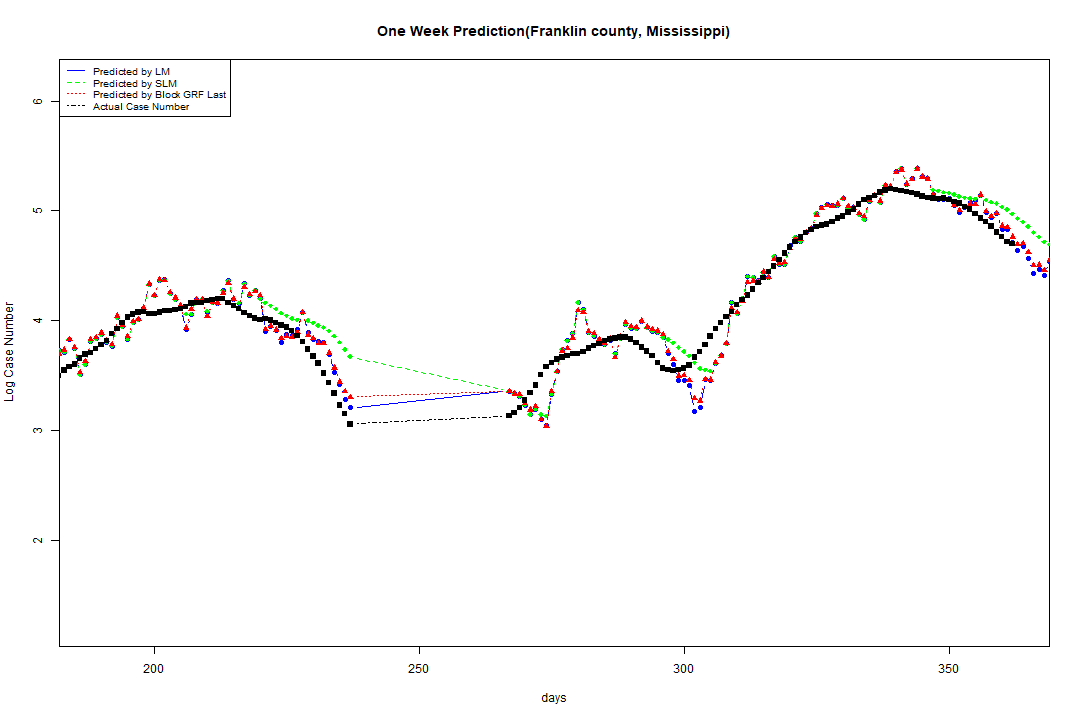 One Week Prediction(Franklin county, Mississippi)
Predicted by LM
Predicted by SLM
Predicted by Block GRF Last
Actual Case Number
6
5
4
3
2
Log Case Number
200
250
300
350
days